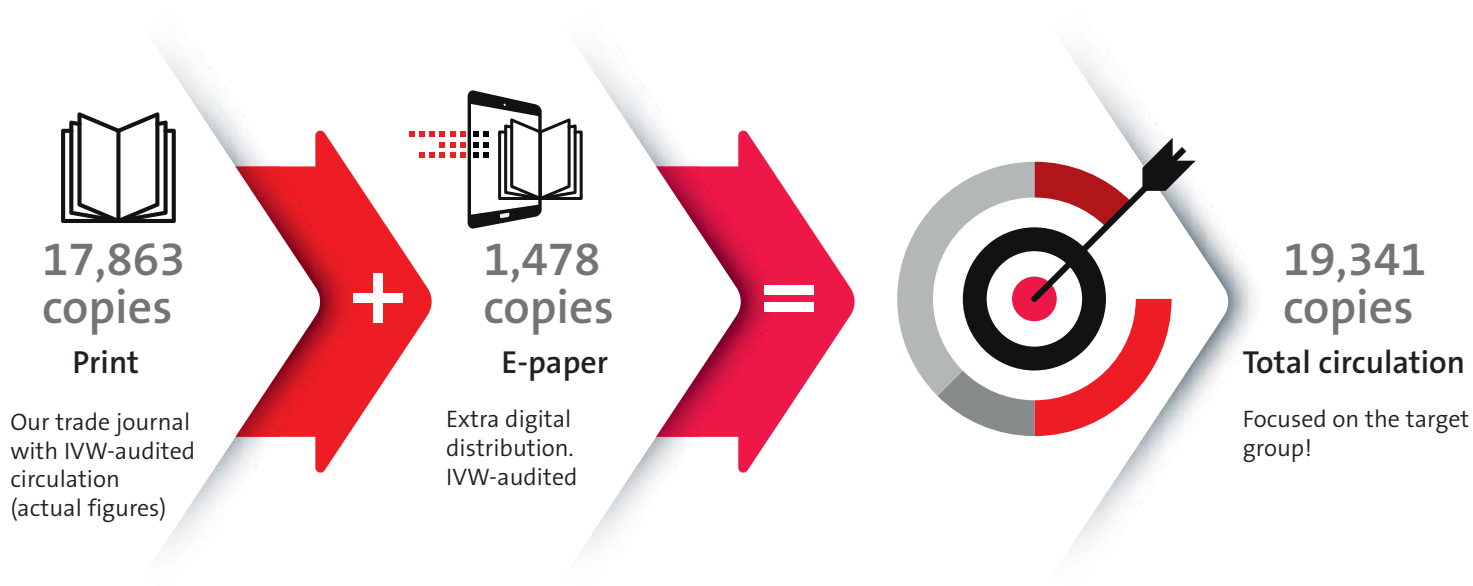 17,863
copies
Print
Our trade journal
with IVW-audited
circulation
(actual figures)
+
1,478
copies
E-paper
Extra digital
distribution.
IVW-audited
=
19,341
copies
Total circulation
Focused on the target
group!